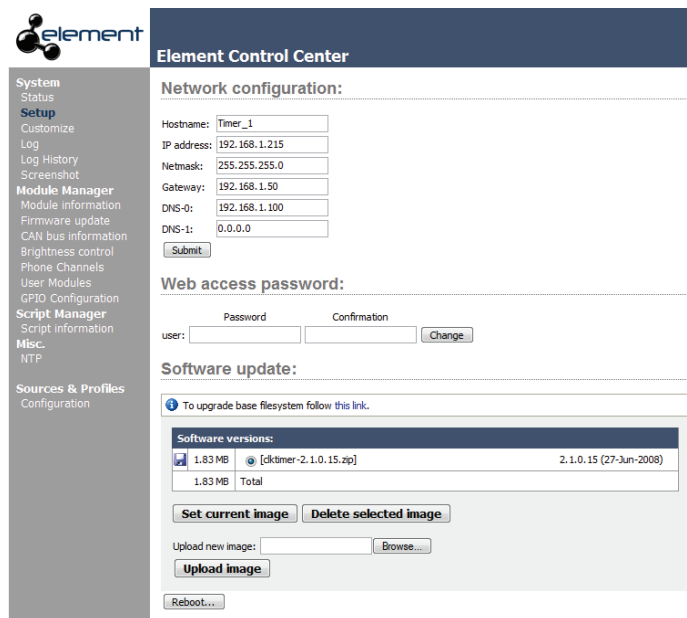 element
Element Control Center
System
Status
Setup
Customize
Log
Log History
Screenshot
Module Manager
Module information
Firmware update
CAN bus information
Brightness control
Phone Channels
User Modules
GPIO Configuration
Script Manager
Script information
Misc.
NTP
Sources & Profiles
Configuration
Network configuration:
Hostname: Timer_1
IP address: 192.168.1.215
Netmask: 255.255.255.0
Gateway: 192.168.1.50
DNS-0: 192.168.1.100
DNS-1: 0.0.0.0
Submit
Web access password:
Password Confirmation
user: Change
Software update:
To upgrade base filesystem follow this link.
Software versions:
1.83 MB [clktimer-2.1.0.15.zip] 2.1.0.15 (27-Jun-2008)
1.83 MB Total
Set current image Delete selected image
Upload new image: Browse...
Upload image
Reboot...